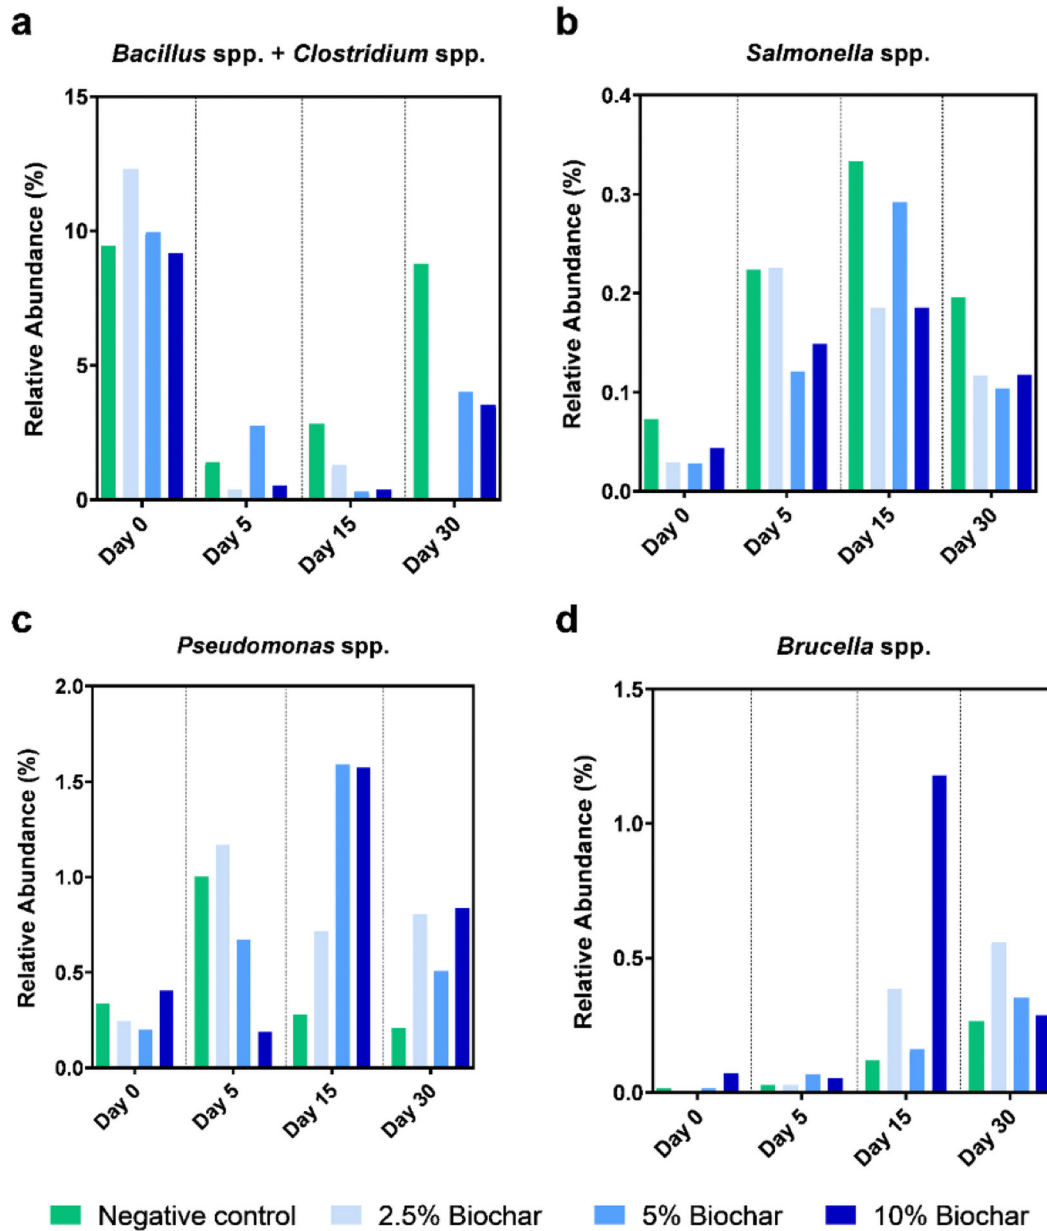 a
Bacillus spp. + Clostridium spp.
Relative Abundance (%)
15
10
5
0
Day 0
Day 5
Day 15
Day 30
b
Salmonella spp.
Relative Abundance (%)
0.4
0.3
0.2
0.1
0.0
Day 0
Day 5
Day 15
Day 30
c
Pseudomonas spp.
Relative Abundance (%)
2.0
1.5
1.0
0.5
0.0
Day 0
Day 5
Day 15
Day 30
d
Brucella spp.
Relative Abundance (%)
1.5
1.0
0.5
0.0
Day 0
Day 5
Day 15
Day 30
Negative control 2.5% Biochar 5% Biochar 10% Biochar